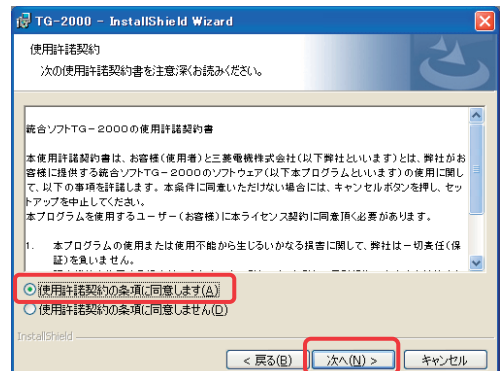 TG-2000 - InstallShield Wizard
使用許諾契約
次の使用許諾契約書を注意深くお読みください。
統合ソフトTG-2000の使用許諾契約書
本使用許諾契約書は、お客様(使用者)と三菱電機株式会社(以下弊社といいます)とは、弊社がお
客様に提供する統合ソフトTG-2000のソフトウェア(以下本プログラムといいます)の使用に関し
て、以下の事項を許諾します。本条件に同意いただけない場合には、キャンセルボタンを押し、セッ
トアップを中止してください。
本プログラムを使用するユーザー(お客様)に本ライセンス契約に同意頂く必要があります。
1. 本プログラムの使用または使用不能から生じるいかなる損害に関して、弊社は一切責任(保
証)を負いません。
使用許諾契約の条項に同意します(A)
使用許諾契約の条項に同意しません(D)
InstallShield
< 戻る(B)
次へ(N) >
キャンセル